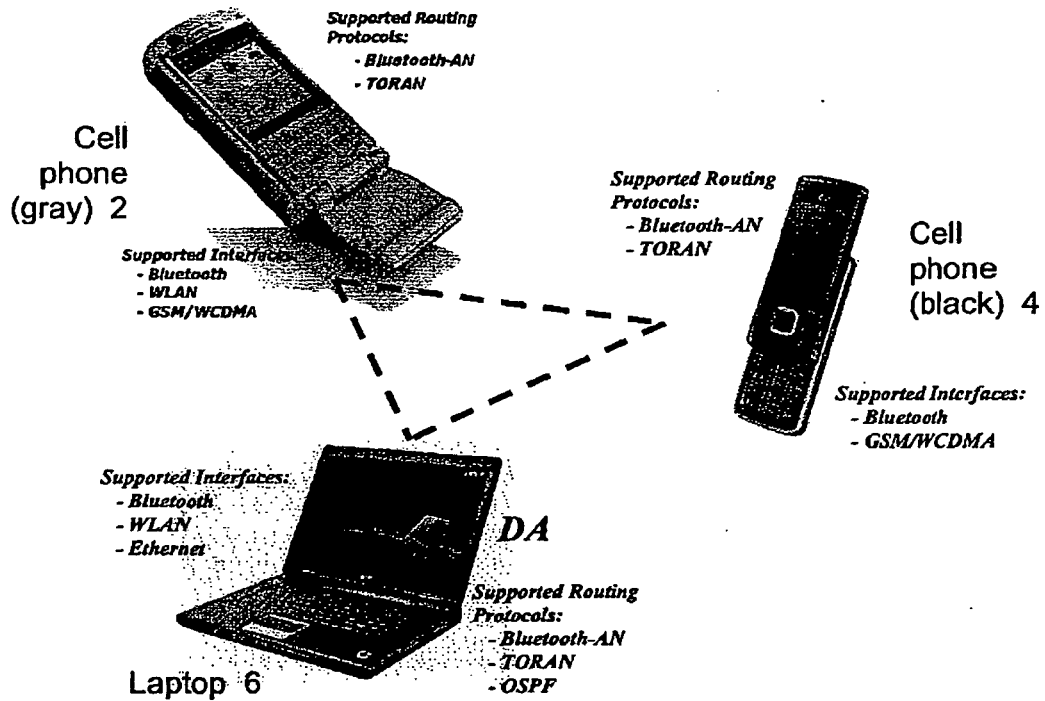 Supported Routing
Protocols:
- Bluetooth-AN
- TORAN
Cell
phone
(gray) 2
Supported Interfaces:
- Bluetooth
- WLAN
- GSM/WCDMA
Supported Routing
Protocols:
- Bluetooth-AN
- TORAN
Cell
phone
(black) 4
Supported Interfaces:
- Bluetooth
- GSM/WCDMA
Supported Interfaces:
- Bluetooth
- WLAN
- Ethernet
DA
Supported Routing
Protocols:
- Bluetooth-AN
- TORAN
- OSPF
Laptop 6